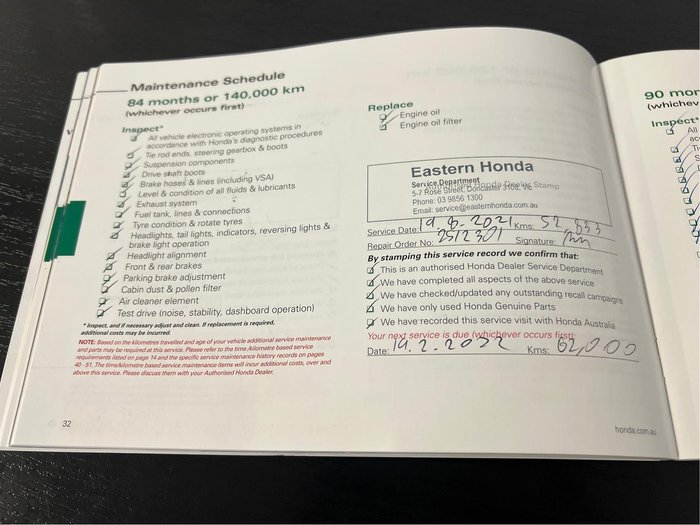 Maintenance Schedule
84 months or 140,000 km
(whichever occurs first)
Inspect*
All vehicle electronic operating systems in
accordance with Honda's diagnostic procedures
Tie rod ends, steering gearbox & boots
Suspension components
Drive shaft boots
Brake hoses & lines (including VSA)
Level & condition of all fluids & lubricants
Exhaust system
Fuel tank, lines & connections
Tyre condition & rotate tyres
Headlights, tail lights, indicators, reversing lights &
brake light operation
Headlight alignment
Front & rear brakes
Parking brake adjustment
Cabin dust & pollen filter
Air cleaner element
Test drive (noise, stability, dashboard operation)
* Inspect, and if necessary adjust and clean. If replacement is required,
additional costs may be incurred.
NOTE: Based on the kilometres travelled and age of your vehicle additional service maintenance
and parts may be required at this service. Please refer to the time/kilometre based service
requirements listed on page 14 and the specific service maintenance history records on pages
40 - 51. The time/kilometre based service maintenance items will incur additional costs, over and
above this service. Please discuss them with your Authorised Honda Dealer.
32
Replace
Engine oil
Engine oil filter
Eastern Honda
Service Department
Honda Dealer Stamp
5-7 Rose Street, Doncaster 3108, Vic
Phone: 03 9856 1300
Email: service@easternhonda.com.au
Service Date: 19.8.2021 Kms: 52 833
Repair Order No: 2512301 Signature:
By stamping this service record we confirm that:
This is an authorised Honda Dealer Service Department
We have completed all aspects of the above service
We have checked/updated any outstanding recall campaigns
We have only used Honda Genuine Parts
We have recorded this service visit with Honda Australia
Your next service is due (whichever occurs first):
Date: 19.2.2022 Kms: 62,000
honda.com.au
90 mon
(whichev
Inspect*
All
ac